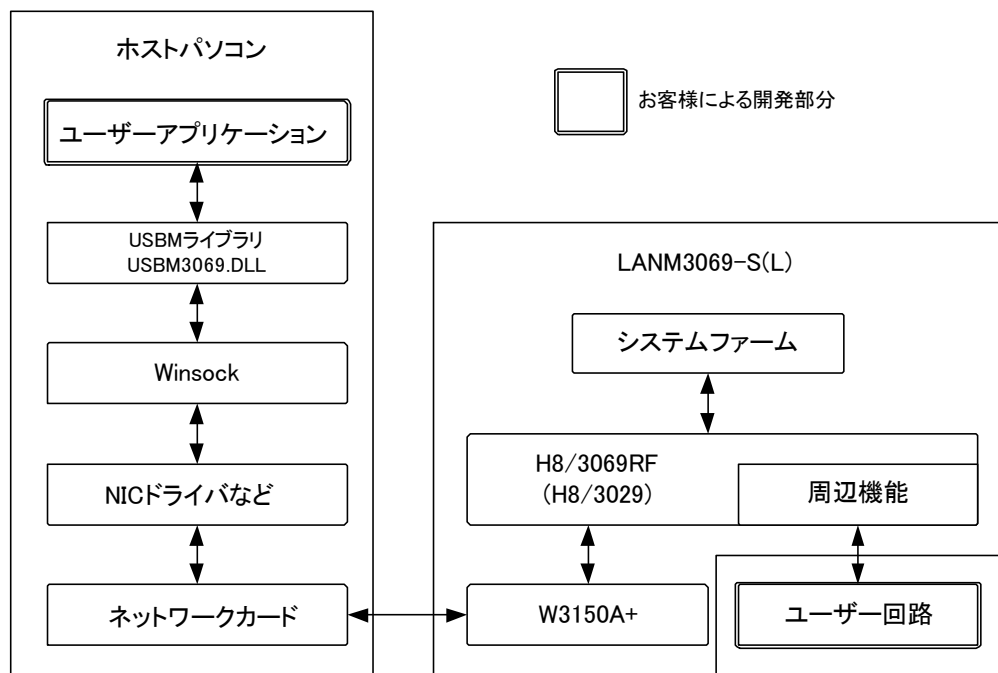 ホストパソコン
ユーザーアプリケーション
USBMライブラリ
USBM3069.DLL
Winsock
NICドライバなど
ネットワークカード
お客様による開発部分
LANM3069-S(L)
システムファーム
H8/3069RF
(H8/3029)
周辺機能
W3150A+
ユーザー回路